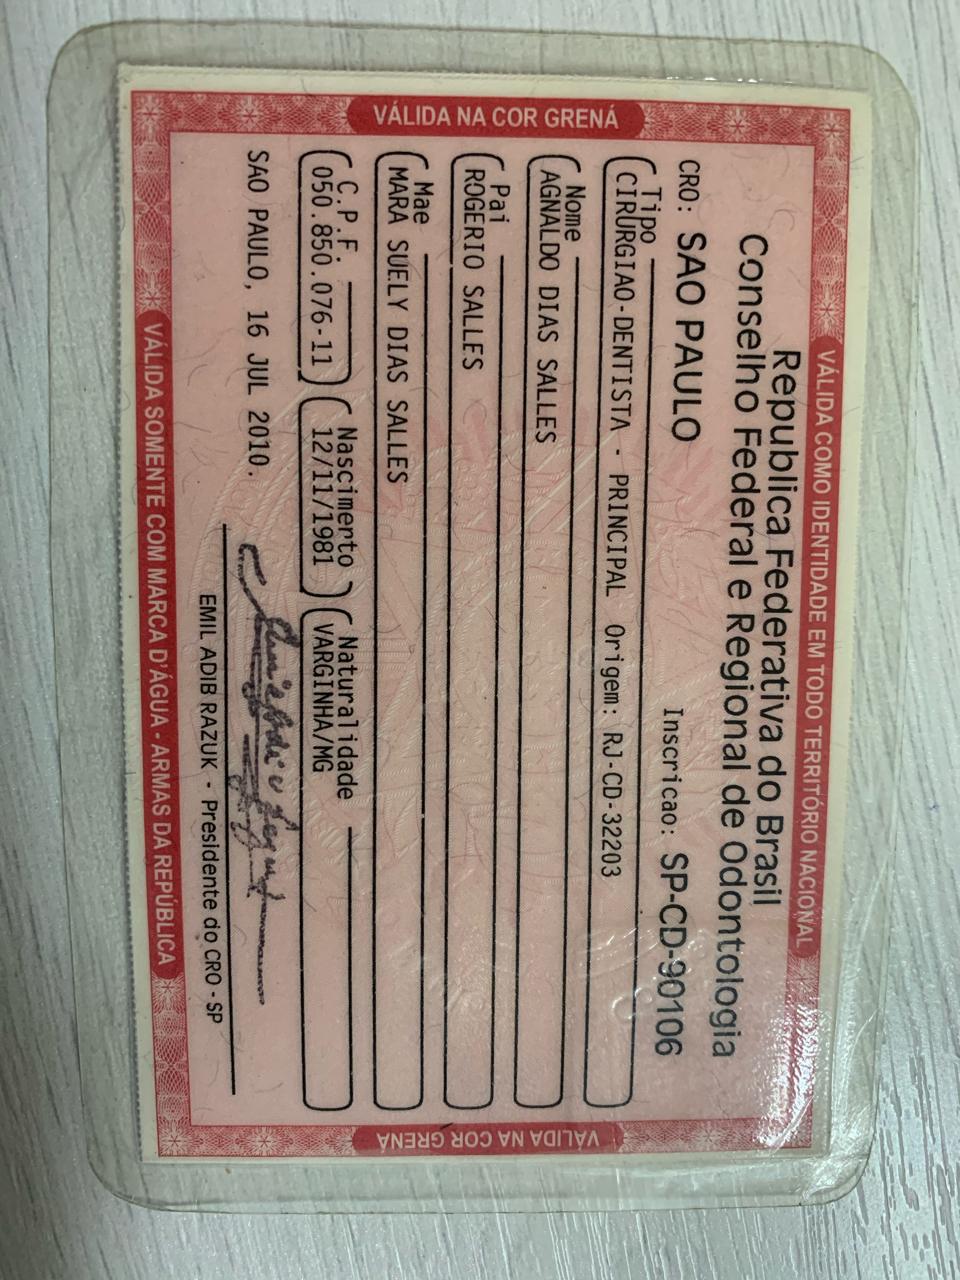 VÁLIDA COMO IDENTIDADE EM TODO TERRITÓRIO NACIONAL
VÁLIDA NA COR GRENÁ
Republica Federativa do Brasil
Conselho Federal e Regional de Odontologia
CRO: SAO PAULO Inscricao: SP-CD-90106
Tipo
CIRURGIAO-DENTISTA - PRINCIPAL Origem: RJ-CD-32203
Nome
AGNALDO DIAS SALLES
Pai
ROGERIO SALLES
Mae
MARA SUELY DIAS SALLES
C.P.F. Nascimento Naturalidade
050.850.076-11 12/11/1981 VARGINHA/MG
SAO PAULO, 16 JUL 2010.
EMIL ADIB RAZUK - Presidente do CRO - SP
VÁLIDA NA COR GRENÁ
VÁLIDA SOMENTE COM MARCA D'ÁGUA - ARMAS DA REPÚBLICA